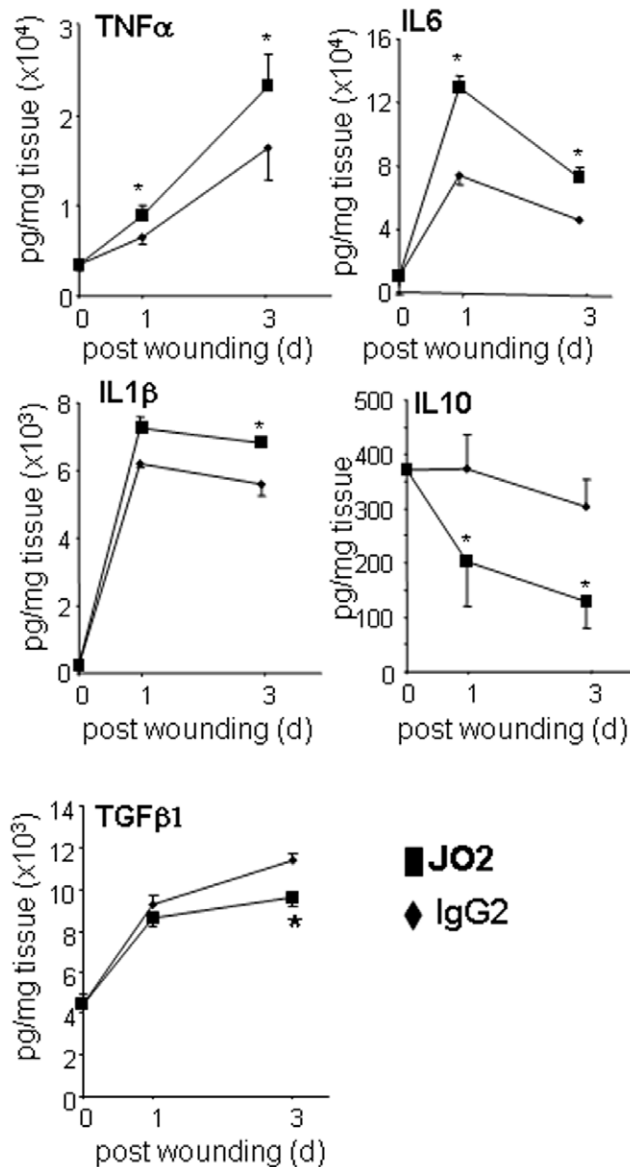 TNFα
pg/mg tissue (x10⁴)
3
2
1
0
*
*
0 1 3
post wounding (d)
IL6
pg/mg tissue (x10⁴)
16
12
8
4
0
*
*
0 1 3
post wounding (d)
IL1β
pg/mg tissue (x10³)
8
6
4
2
0
*
0 1 3
post wounding (d)
IL10
pg/mg tissue
500
400
300
200
100
0
*
*
0 1 3
post wounding (d)
TGFβ1
pg/mg tissue (x10³)
14
12
10
8
6
4
2
0
*
0 1 3
post wounding (d)
JO2
IgG2